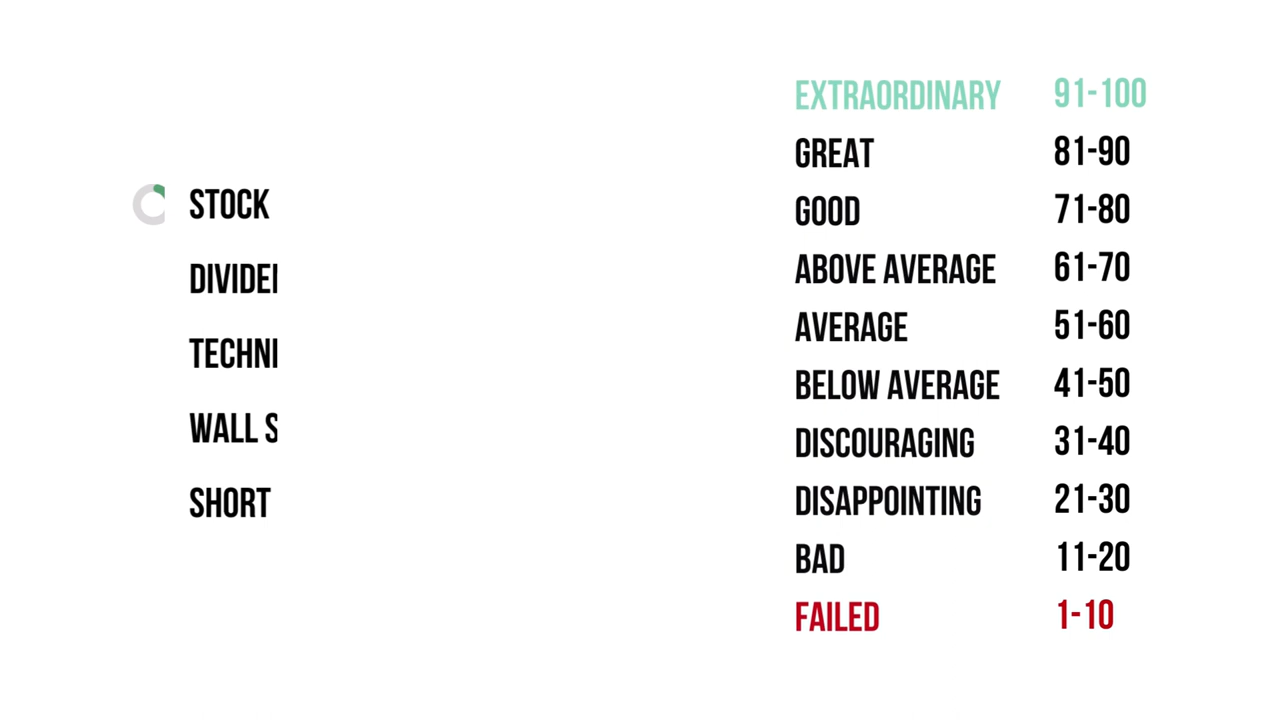 STOCK
DIVIDE
TECHN
WALL S
SHORT
EXTRAORDINARY 91-100
GREAT 81-90
GOOD 71-80
ABOVE AVERAGE 61-70
AVERAGE 51-60
BELOW AVERAGE 41-50
DISCOURAGING 31-40
DISAPPOINTING 21-30
BAD 11-20
FAILED 1-10